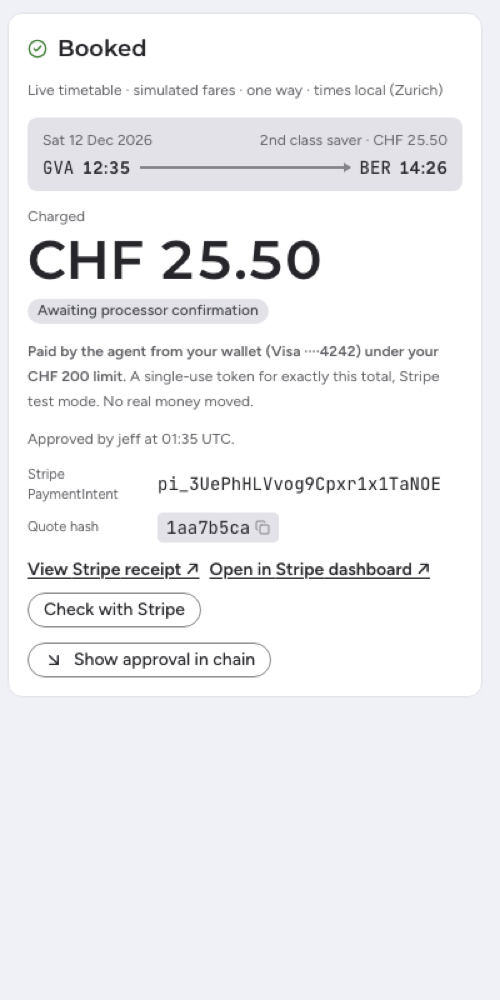 Booked
Live timetable · simulated fares · one way · times local (Zurich)
Sat 12 Dec 2026 2nd class saver · CHF 25.50
GVA 12:35 BER 14:26
Charged
CHF 25.50
Awaiting processor confirmation
Paid by the agent from your wallet (Visa ····4242) under your
CHF 200 limit. A single-use token for exactly this total, Stripe
test mode. No real money moved.
Approved by jeff at 01:35 UTC.
Stripe
PaymentIntent
pi_3UePhHLVvog9Cpxr1x1TaNOE
Quote hash 1aa7b5ca
View Stripe receipt ↗ Open in Stripe dashboard ↗
Check with Stripe
↘ Show approval in chain